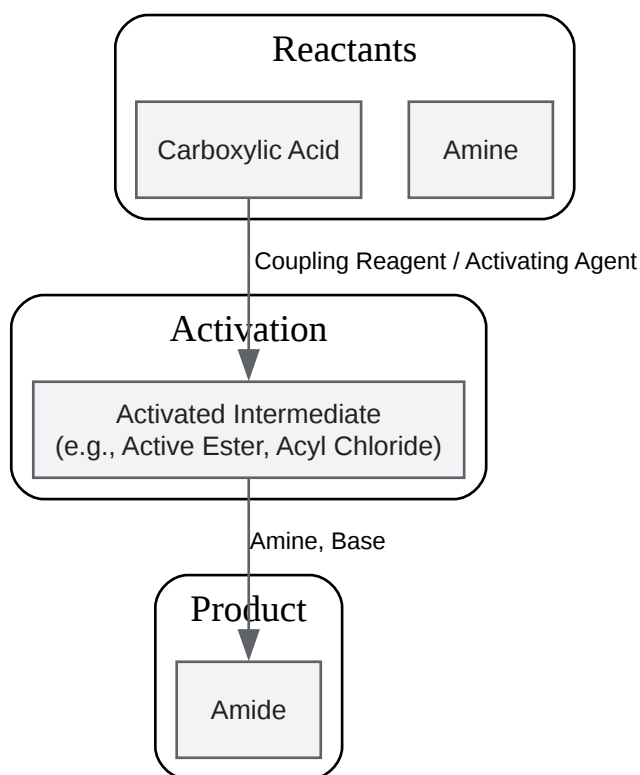 Reactants
Carboxylic Acid
Amine
Coupling Reagent / Activating Agent
Activation
Activated Intermediate
(e.g., Active Ester, Acyl Chloride)
Amine, Base
Product
Amide